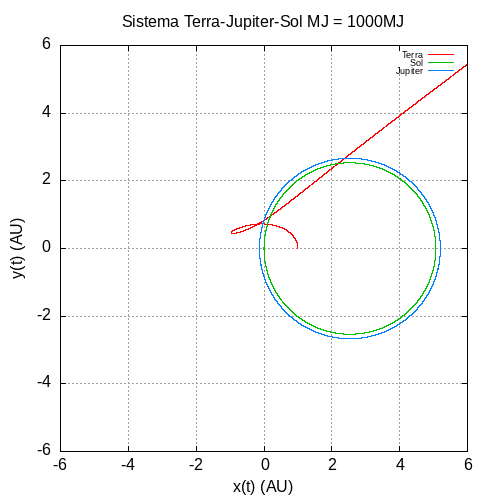 Sistema Terra-Jupiter-Sol MJ = 1000MJ
Terra
Sol
Jupiter
6
4
2
0
-2
-4
-6
y(t) (AU)
-6 -4 -2 0 2 4 6
x(t) (AU)